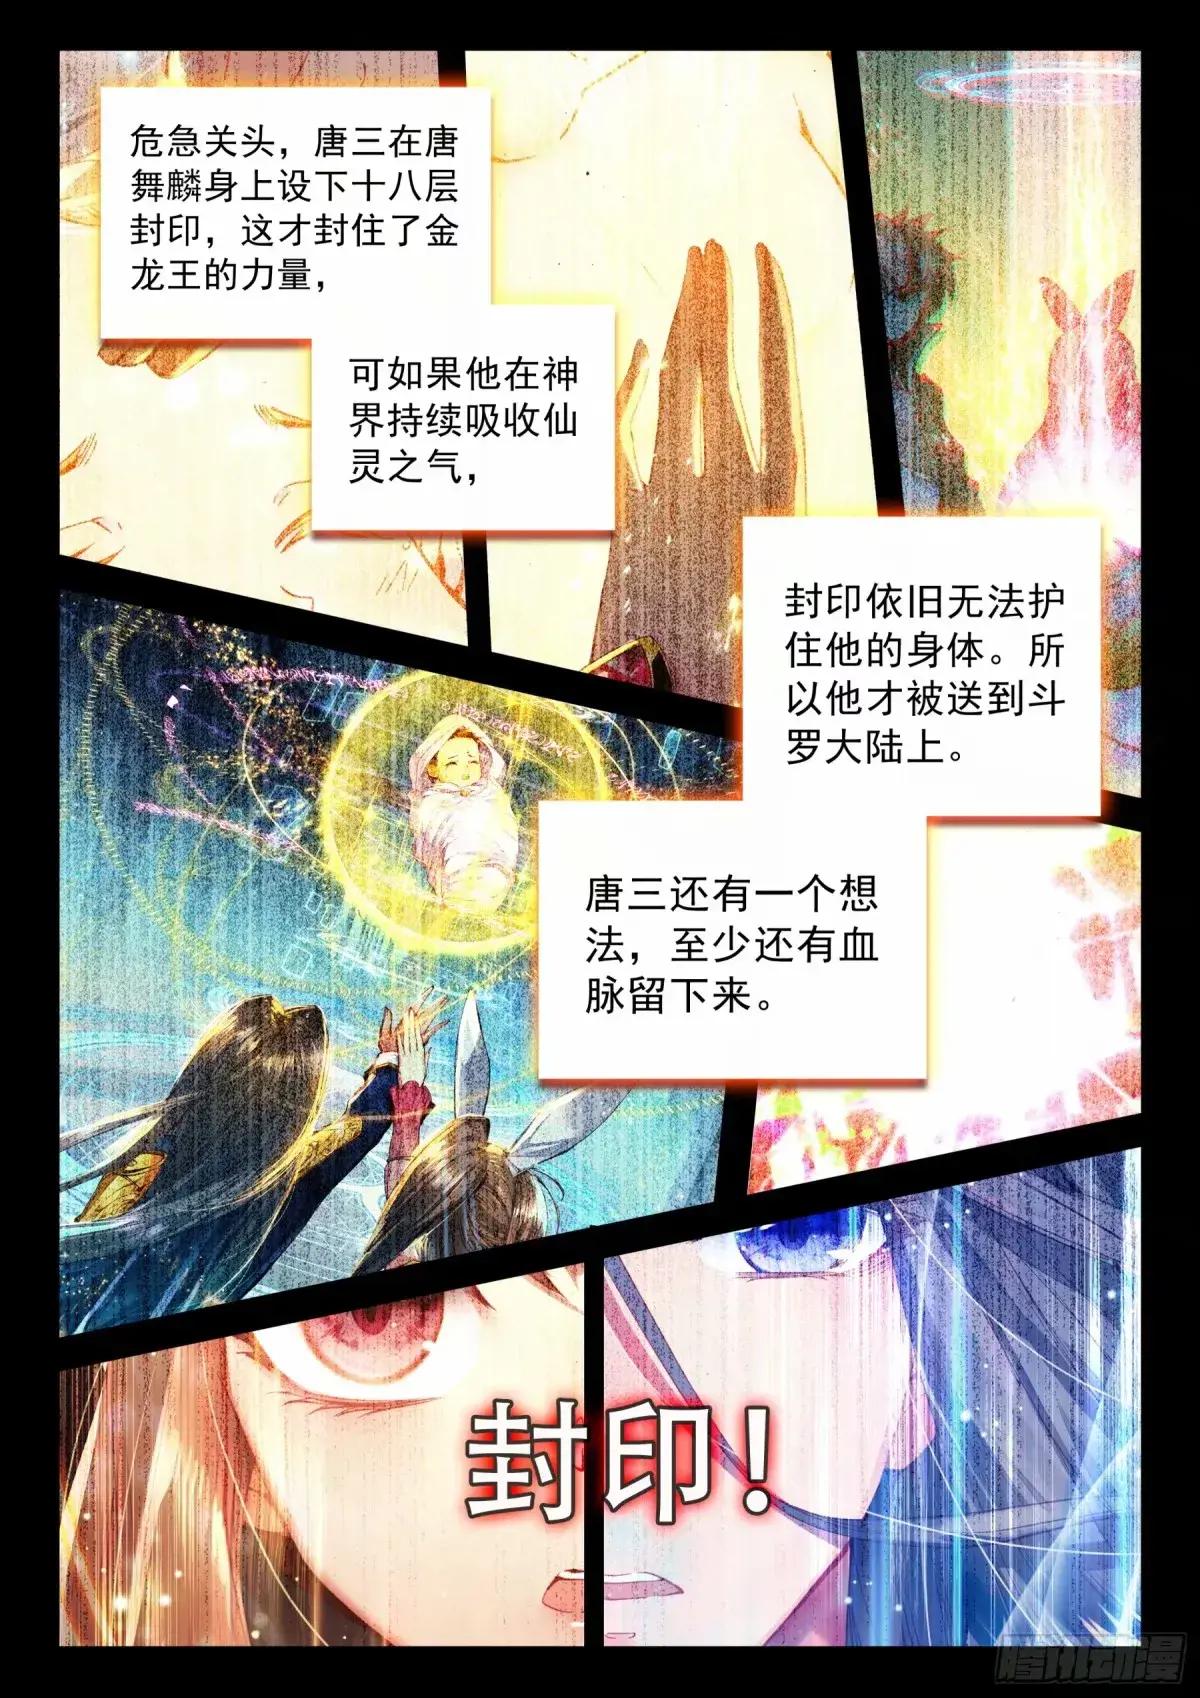 危急关头，唐三在唐
舞麟身上设下十八层
封印，这才封住了金
龙王的力量，
可如果他在神
界持续吸收仙
灵之气，
封印依旧无法护
住他的身体。所
以他才被送到斗
罗大陆上。
唐三还有一个想
法，至少还有血
脉留下来。
封印！
腾讯动漫